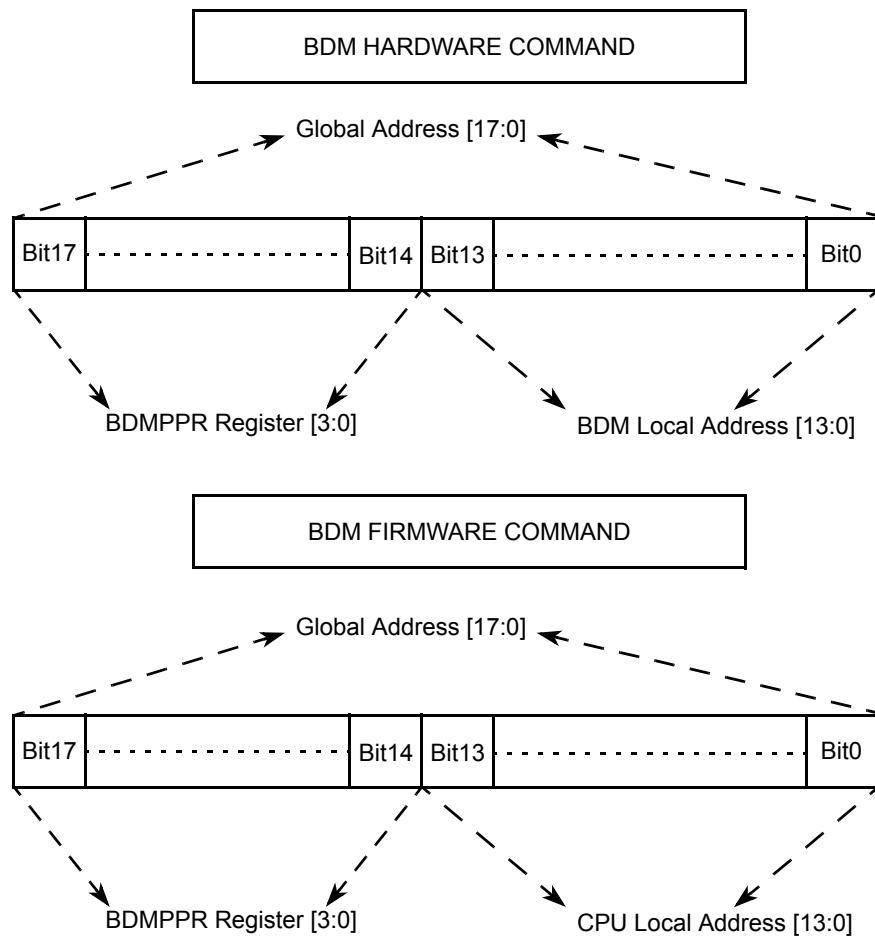 BDM HARDWARE COMMAND
Global Address [17:0]
Bit17
Bit14
Bit13
Bit0
BDMPPR Register [3:0]
BDM Local Address [13:0]
BDM FIRMWARE COMMAND
Global Address [17:0]
Bit17
Bit14
Bit13
Bit0
BDMPPR Register [3:0]
CPU Local Address [13:0]